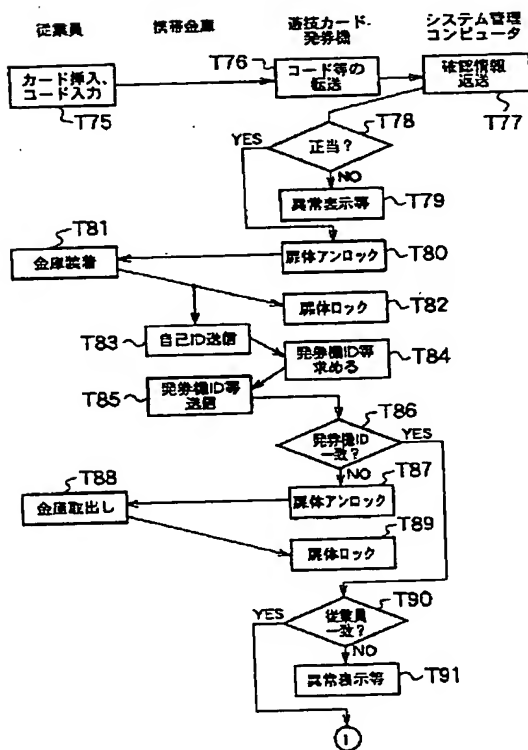 従業員
携帯金庫
遊技カード・
発券機
システム管理
コンピュータ
カード挿入、
コード入力
T75
T76
コード等の
転送
確認情報
返送
T77
T78
YES
正当?
NO
異常表示等
T79
T81
金庫装着
扉体アンロック
T80
扉体ロック
T82
T83
自己ID送信
発券機ID等
求める
T84
T85
発券機ID等
送信
T86
発券機ID
一致?
YES
NO
T87
T88
金庫取出し
扉体アンロック
T89
扉体ロック
T90
YES
従業員
一致?
NO
異常表示等
T91
1